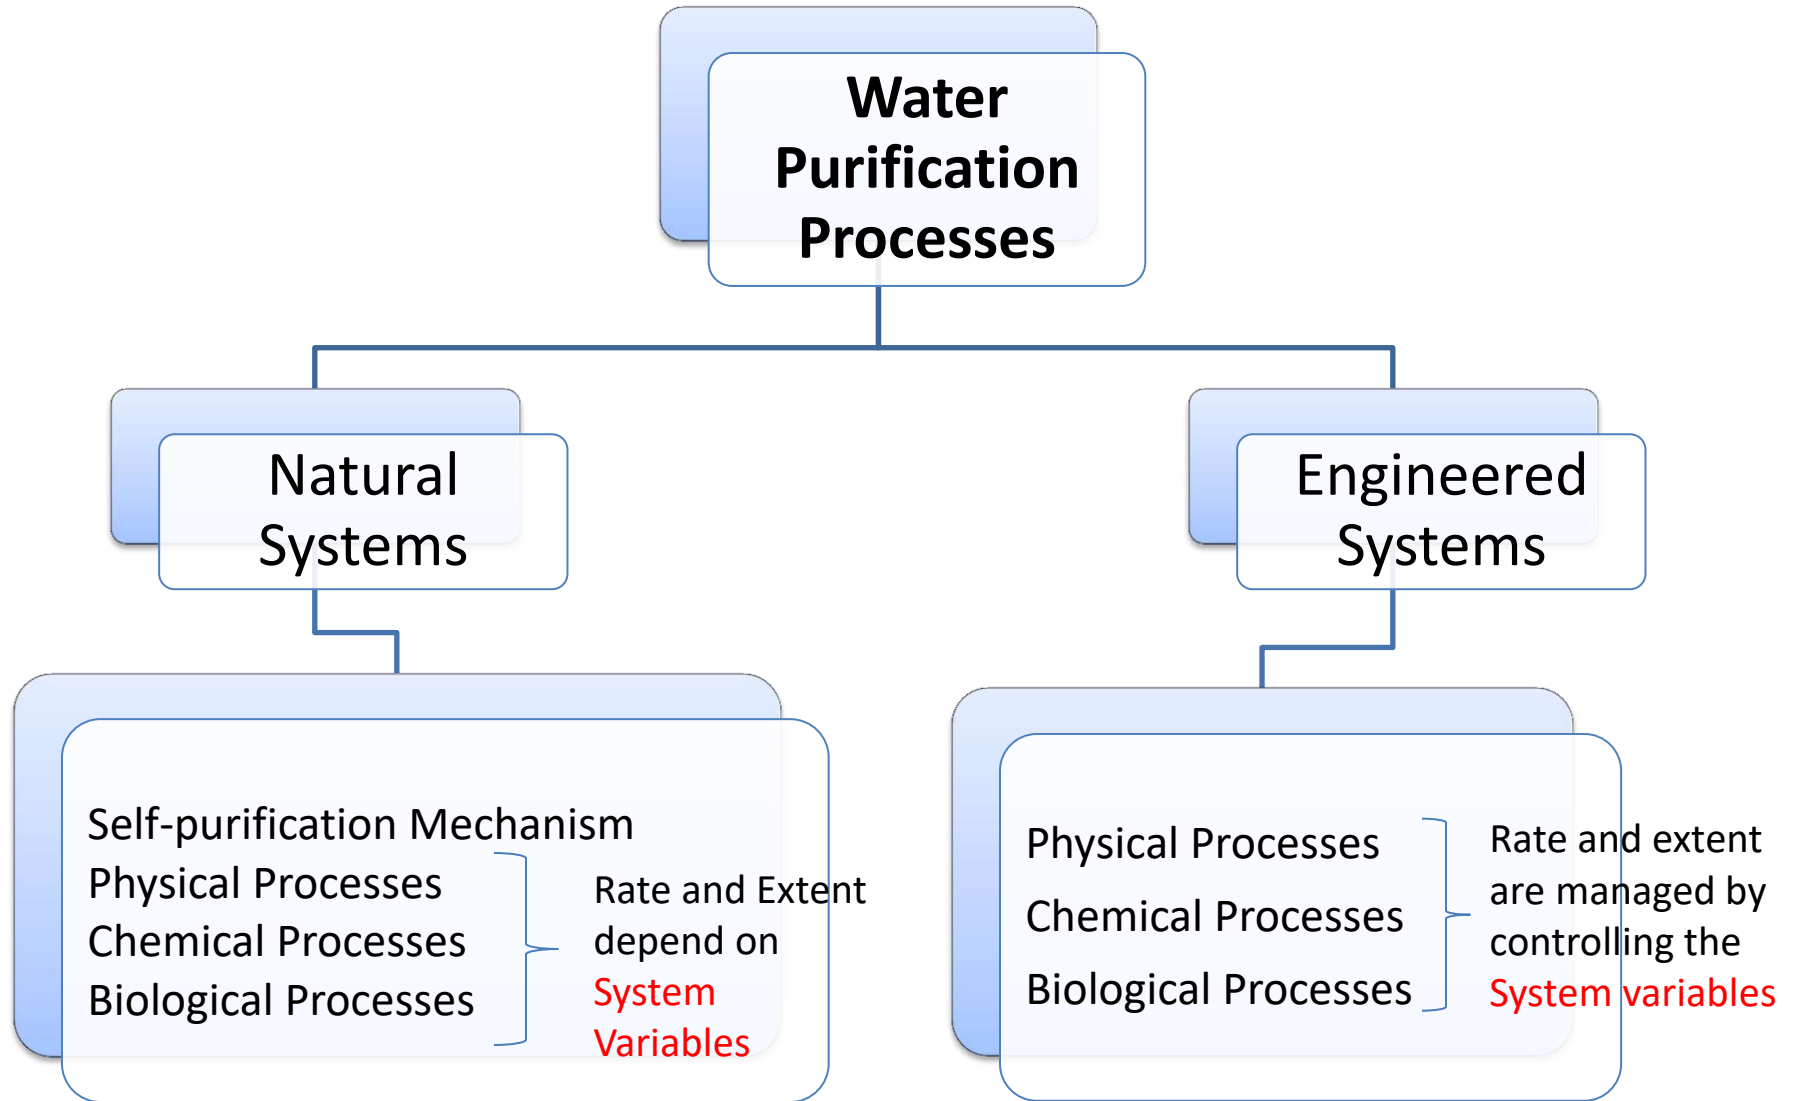 Water
Purification
Processes
Natural
Systems
Engineered
Systems
Self-purification Mechanism
Physical Processes
Chemical Processes
Biological Processes
Rate and Extent
depend on
System
Variables
Physical Processes
Chemical Processes
Biological Processes
Rate and extent
are managed by
controlling the
System variables